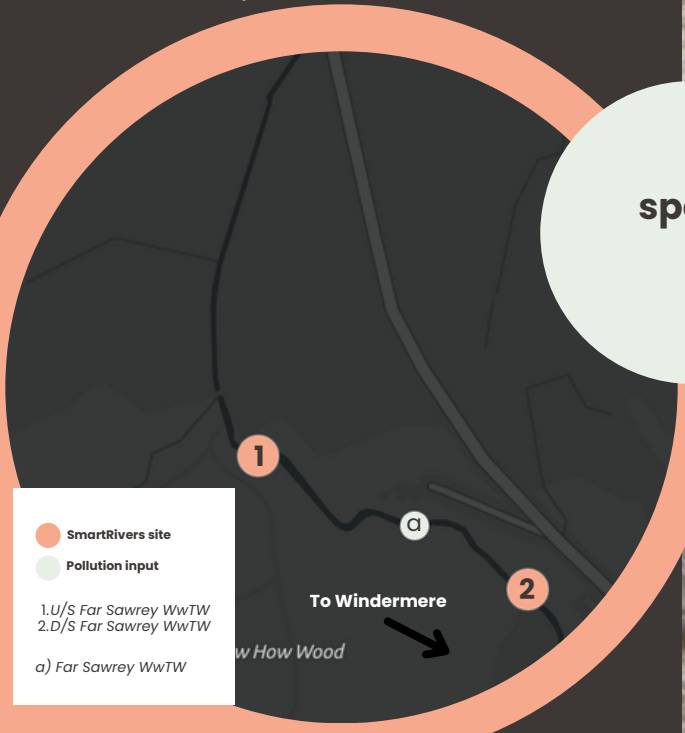 1
a
2
SmartRivers site
Pollution input
1.U/S Far Sawrey WwTW
2.D/S Far Sawrey WwTW
a) Far Sawrey WwTW
To Windermere
How Wood